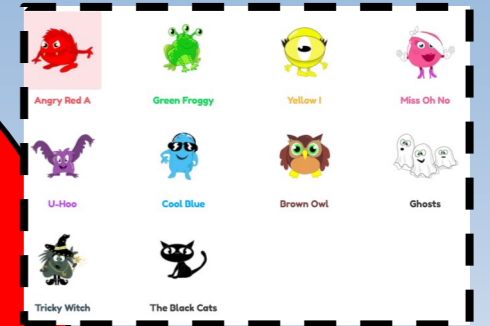 Angry Red A
Green Froggy
Yellow I
Miss Oh No
U-Hoo
Cool Blue
Brown Owl
Ghosts
Tricky Witch
The Black Cats